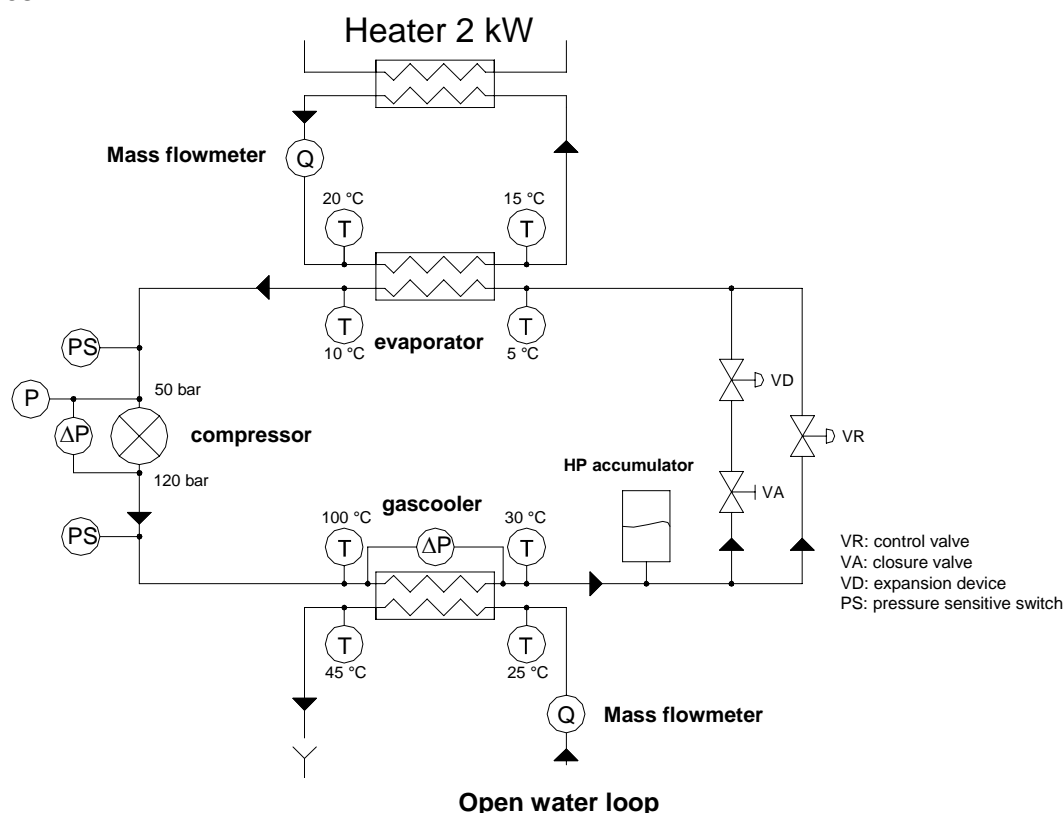 Heater 2 kW
Mass flowmeter
Q
20 °C
15 °C
T
T
T
T
10 °C
evaporator
5 °C
PS
50 bar
P
ΔP
compressor
120 bar
VD
VR
HP accumulator
VA
gascooler
PS
100 °C
30 °C
T
ΔP
T
VR: control valve
VA: closure valve
VD: expansion device
PS: pressure sensitive switch
T
T
45 °C
25 °C
Q
Mass flowmeter
Open water loop